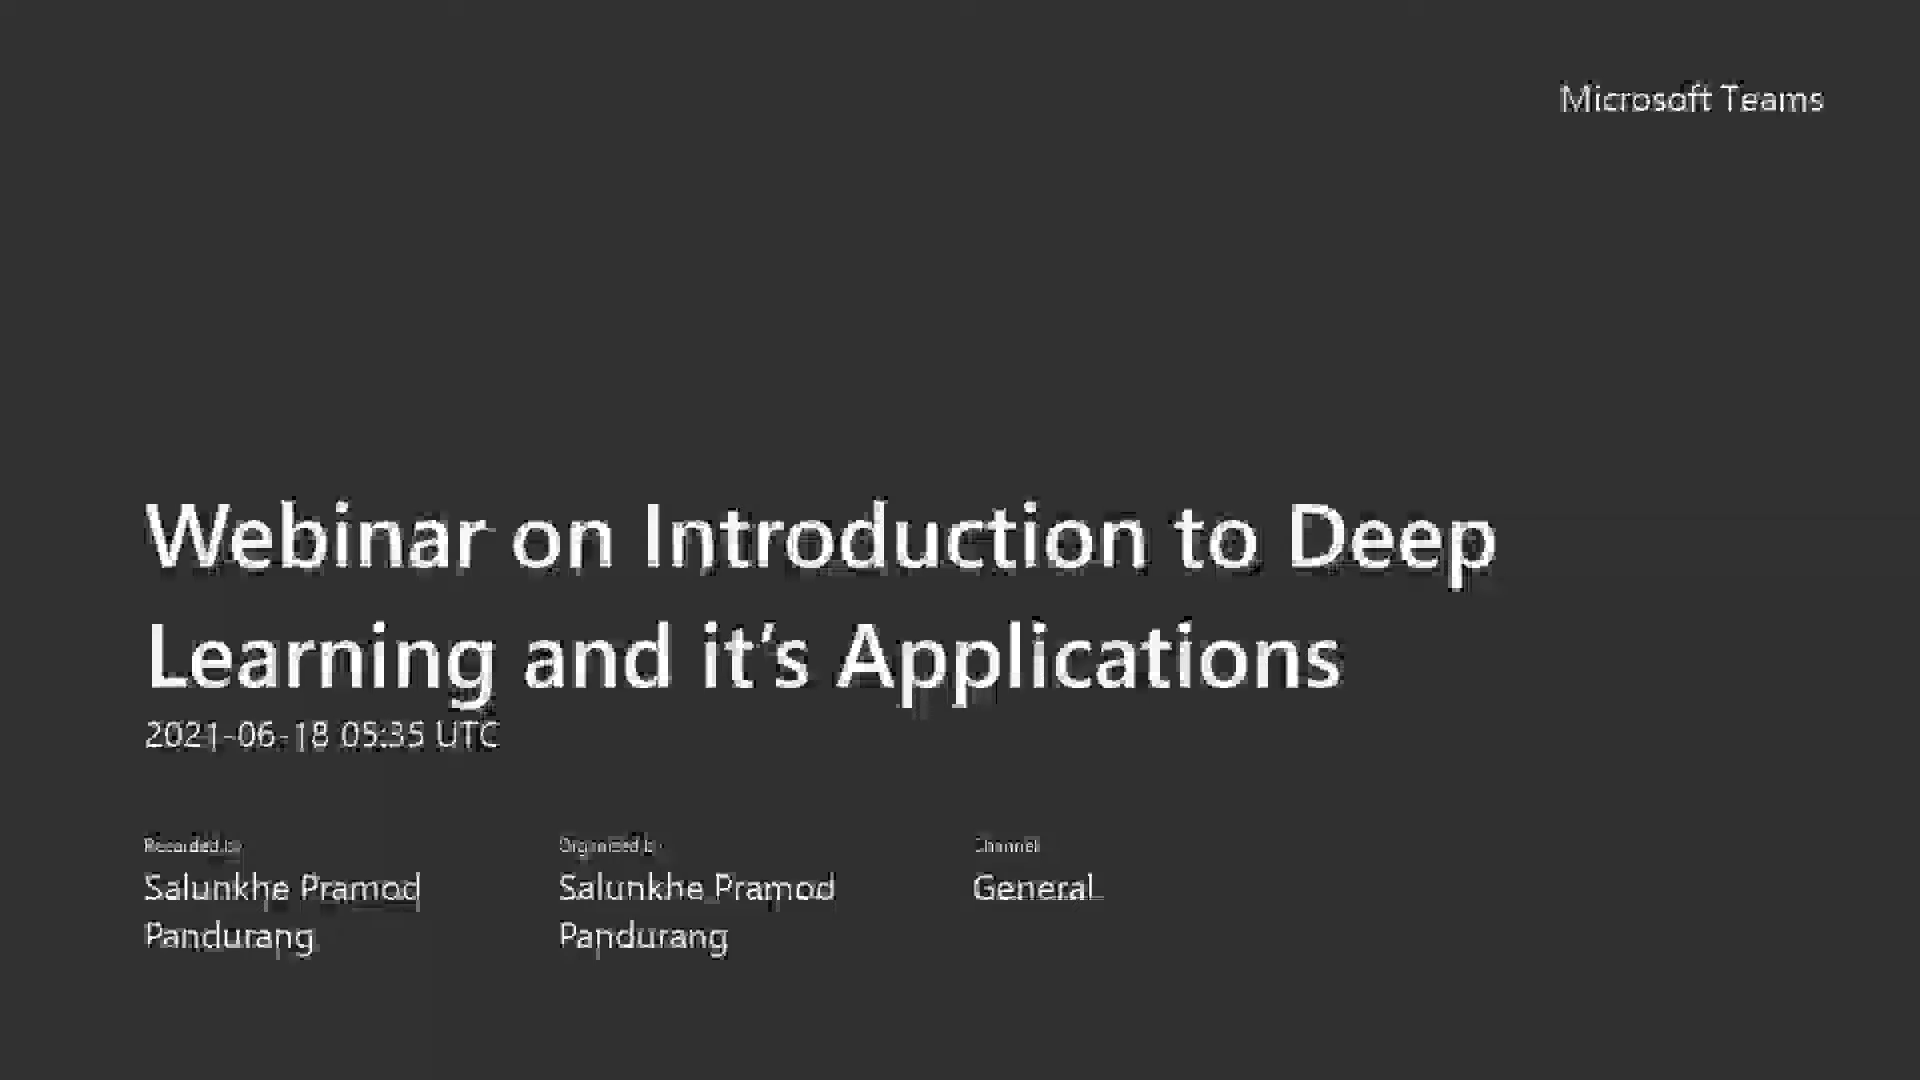 Microsoft Teams
Webinar on Introduction to Deep
Learning and it’s Applications
2021-06-18 05:35 UTC
Recorded by
Organized by
Channel
Salunkhe Pramod
Pandurang
Salunkhe Pramod
Pandurang
General